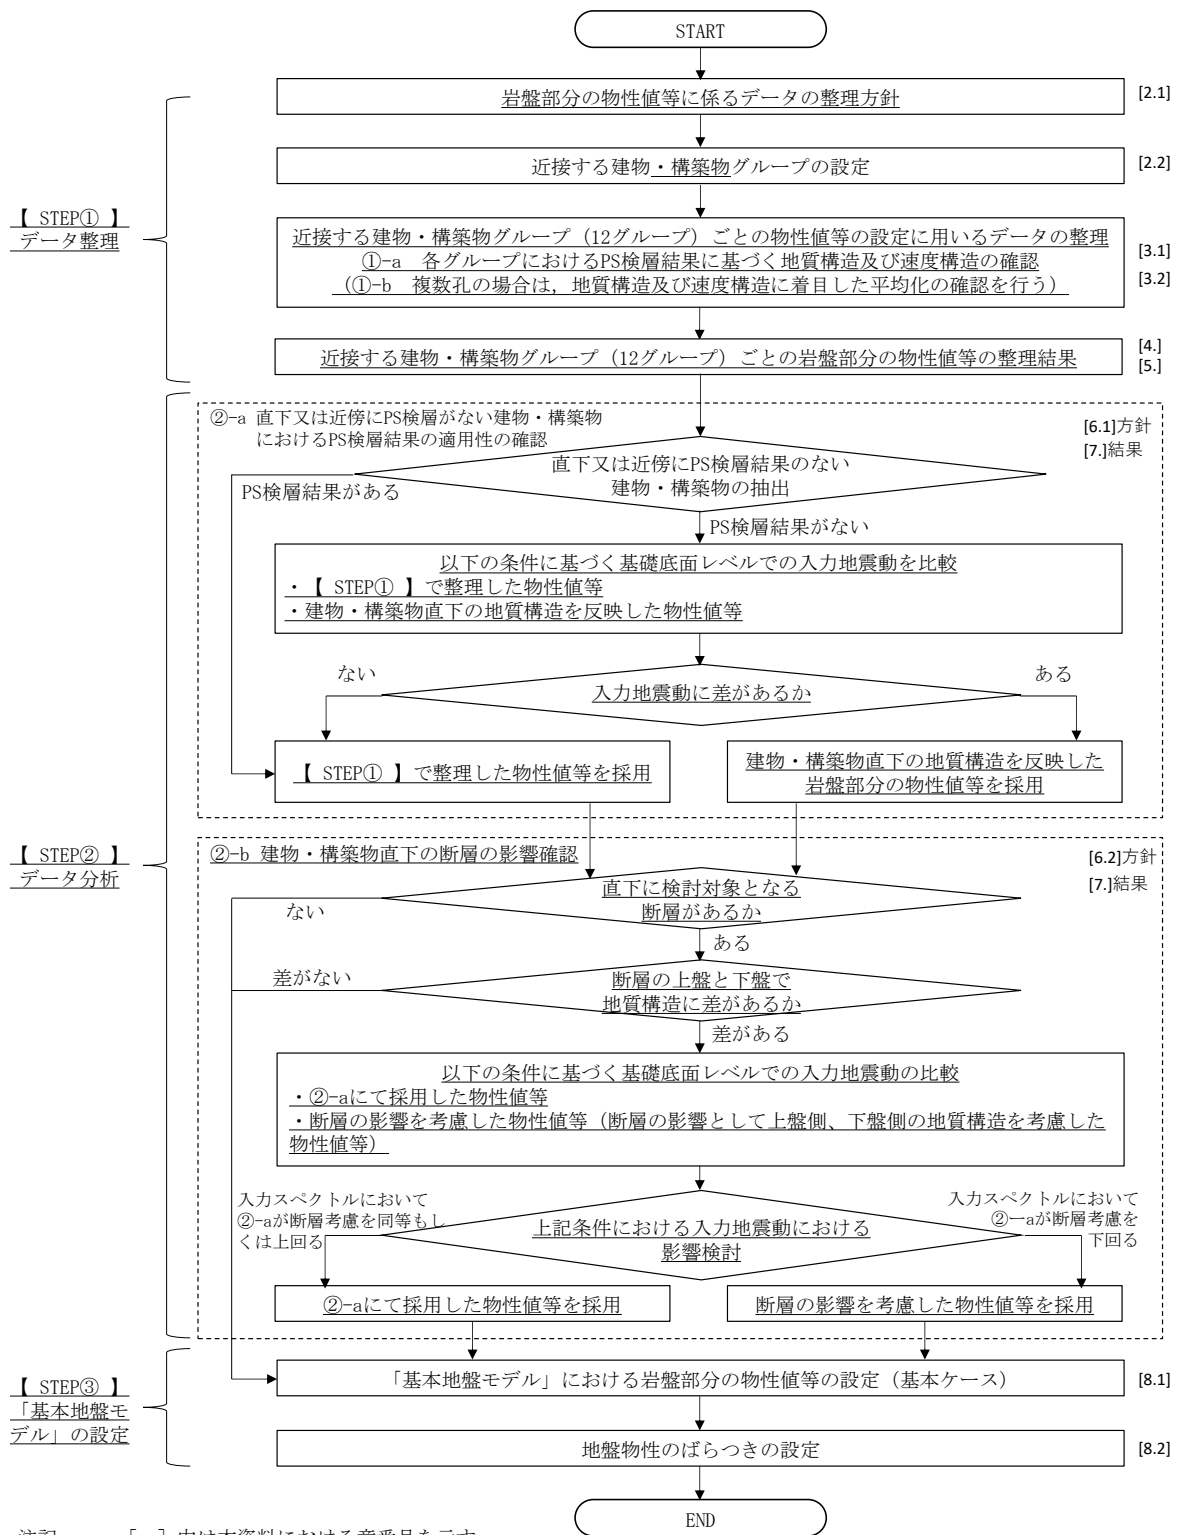 START
岩盤部分の物性値等に係るデータの整理方針
[2.1]
近接する建物・構築物グループの設定
[2.2]
【 STEP① 】
データ整理
近接する建物・構築物グループ（12グループ）ごとの物性値等の設定に用いるデータの整理
①-a 各グループにおけるPS検層結果に基づく地質構造及び速度構造の確認
（①-b 複数孔の場合は，地質構造及び速度構造に着目した平均化の確認を行う）
[3.1]
[3.2]
近接する建物・構築物グループ（12グループ）ごとの岩盤部分の物性値等の整理結果
[4.]
[5.]
②-a 直下又は近傍にPS検層がない建物・構築物
におけるPS検層結果の適用性の確認
[6.1]方針
[7.]結果
直下又は近傍にPS検層結果のない
建物・構築物の抽出
PS検層結果がある
PS検層結果がない
以下の条件に基づく基礎底面レベルでの入力地震動を比較
・【 STEP① 】で整理した物性値等
・建物・構築物直下の地質構造を反映した物性値等
ない
ある
入力地震動に差があるか
【 STEP① 】で整理した物性値等を採用
建物・構築物直下の地質構造を反映した
岩盤部分の物性値等を採用
【 STEP② 】
データ分析
②-b 建物・構築物直下の断層の影響確認
[6.2]方針
[7.]結果
直下に検討対象となる
断層があるか
ない
ある
差がない
断層の上盤と下盤で
地質構造に差があるか
差がある
以下の条件に基づく基礎底面レベルでの入力地震動の比較
・②-aにて採用した物性値等
・断層の影響を考慮した物性値等（断層の影響として上盤側、下盤側の地質構造を考慮した
物性値等）
入力スペクトルにおいて
②-aが断層考慮を同等もし
くは上回る
上記条件における入力地震動における
影響検討
入力スペクトルにおいて
②ーaが断層考慮を
下回る
②-aにて採用した物性値等を採用
断層の影響を考慮した物性値等を採用
【 STEP③ 】
「基本地盤モ
デル」の設定
「基本地盤モデル」における岩盤部分の物性値等の設定（基本ケース）
[8.1]
地盤物性のばらつきの設定
[8.2]
END